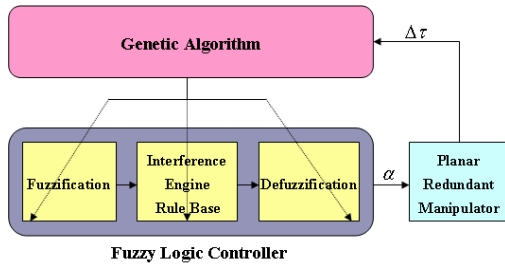 Genetic Algorithm
Δτ
Fuzzification
Interference
Engine
Rule Base
Defuzzification
α
Planar
Redundant
Manipulator
Fuzzy Logic Controller